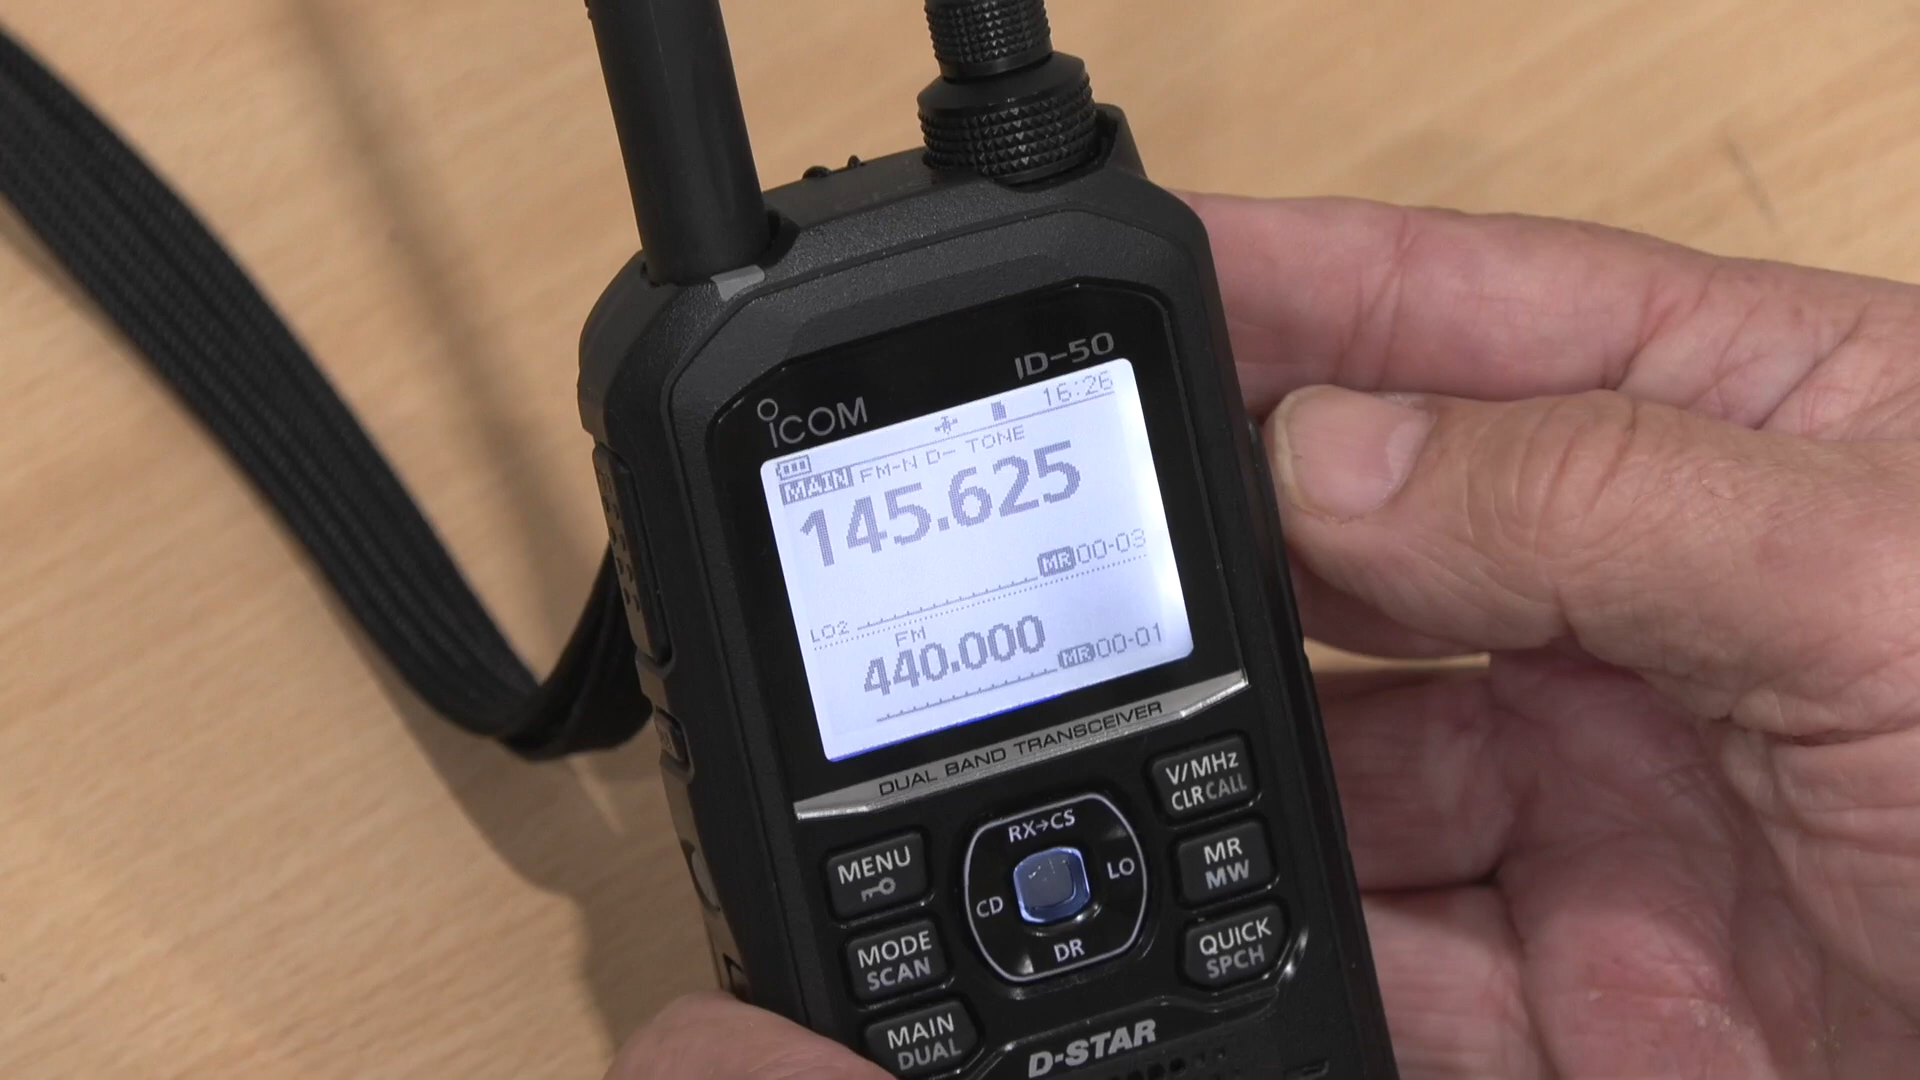 ID-50
ICOM
16:26
MAIN FM-N D- TONE
145.625
MR 00-03
LO2
FM
440.000
MR 00-01
DUAL BAND TRANSCEIVER
V/MHz
CLR CALL
RX→CS
MENU
LO
MR
MW
CD
MODE
SCAN
DR
QUICK
SPCH
MAIN
DUAL
D-STAR